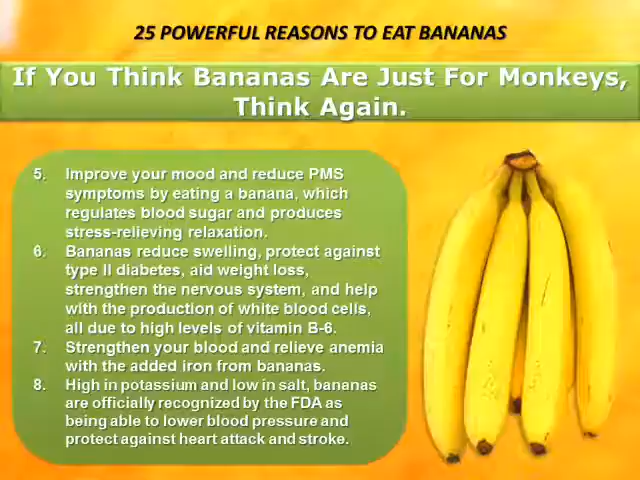 25 POWERFUL REASONS TO EAT BANANAS
If You Think Bananas Are Just For Monkeys,
Think Again.
5. Improve your mood and reduce PMS
symptoms by eating a banana, which
regulates blood sugar and produces
stress-relieving relaxation.
6. Bananas reduce swelling, protect against
type II diabetes, aid weight loss,
strengthen the nervous system, and help
with the production of white blood cells,
all due to high levels of vitamin B-6.
7. Strengthen your blood and relieve anemia
with the added iron from bananas.
8. High in potassium and low in salt, bananas
are officially recognized by the FDA as
being able to lower blood pressure and
protect against heart attack and stroke.